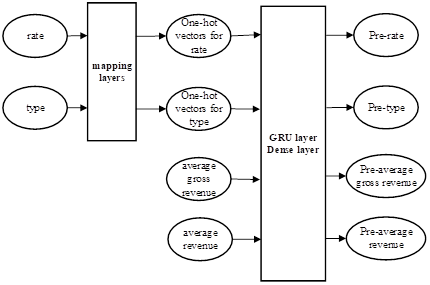 rate
mapping
layers
One-hot
vectors for
rate
Pre-rate
type
One-hot
vectors for
type
GRU layer
Dense layer
Pre-type
average
gross
revenue
Pre-average
gross revenue
average
revenue
Pre-average
revenue